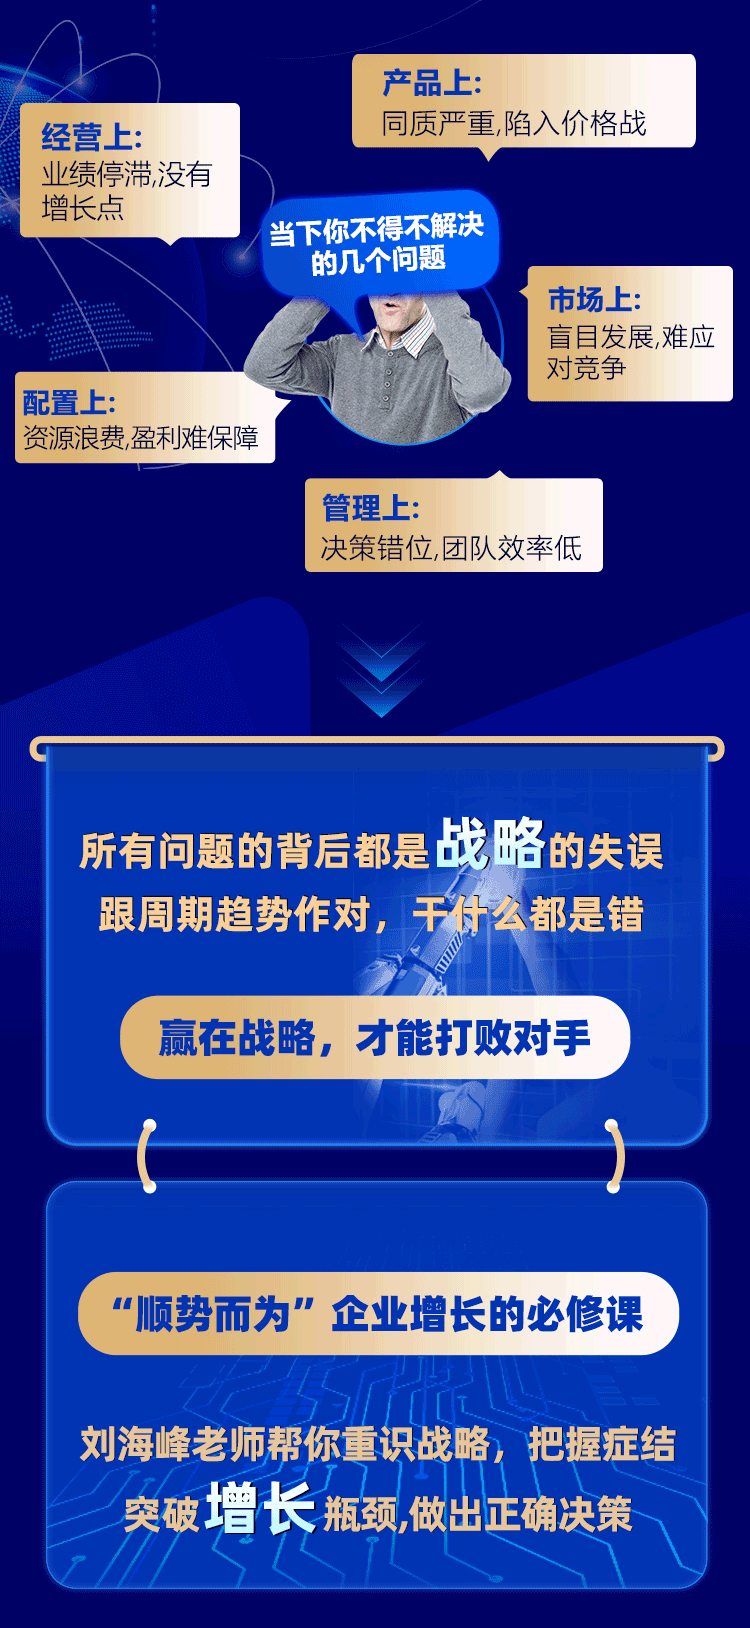 产品上:
同质严重,陷入价格战
经营上:
业绩停滞,没有
增长点
当下你不得不解决
的几个问题
市场上:
盲目发展,难应
对竞争
配置上:
资源浪费,盈利难保障
管理上:
决策错位,团队效率低
所有问题的背后都是战略的失误
跟周期趋势作对，干什么都是错
赢在战略，才能打败对手
“顺势而为”企业增长的必修课
刘海峰老师帮你重识战略，把握症结
突破增长瓶颈,做出正确决策